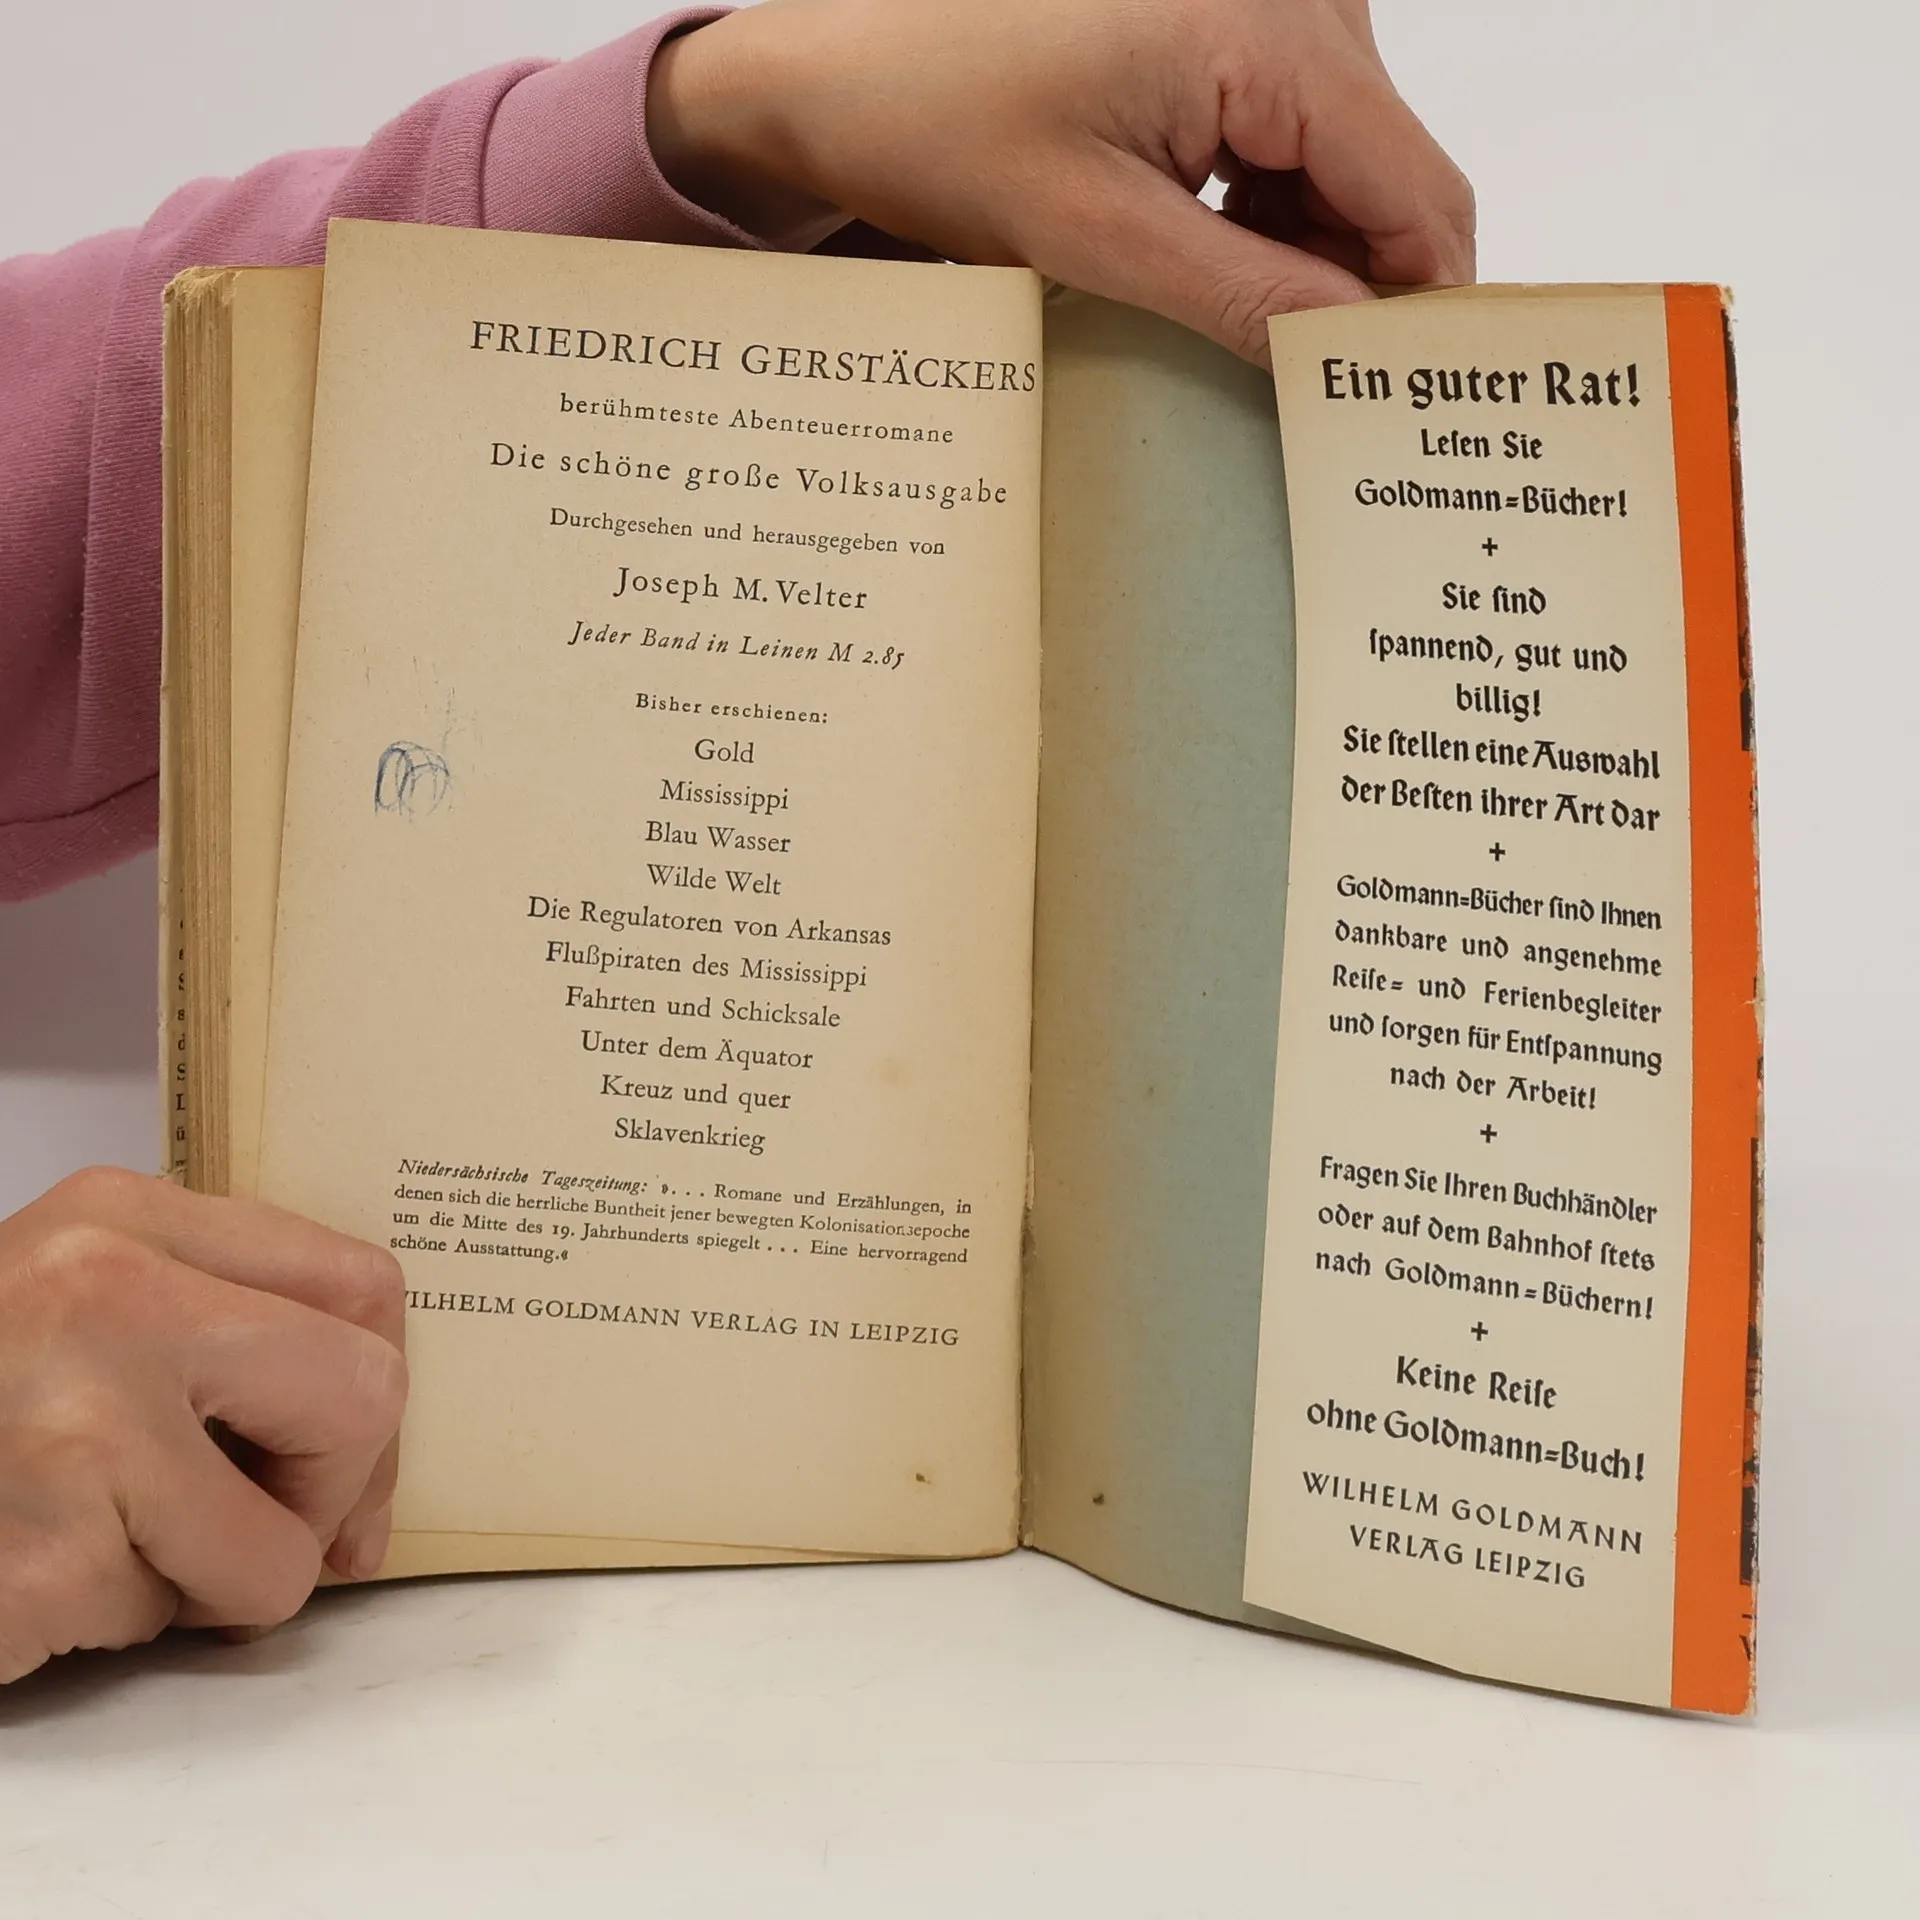 FRIEDRICH GERSTÄCKERS
berühmteste Abenteuerromane
Die schöne große Volksausgabe
Durchgesehen und herausgegeben von
Joseph M. Velter
Jeder Band in Leinen M 2.85
Bisher erschienen:
Gold
Mississippi
Blau Wasser
Wilde Welt
Die Regulatoren von Arkansas
Flußpiraten des Mississippi
Fahrten und Schicksale
Unter dem Äquator
Kreuz und quer
Sklavenkrieg
Niedersächsische Tageszeitung: ». . . Romane und Erzählungen, in
denen sich die herrliche Buntheit jener bewegten Kolonisationsepoche
um die Mitte des 19. Jahrhunderts spiegelt . . . Eine hervorragend
schöne Ausstattung.«
WILHELM GOLDMANN VERLAG IN LEIPZIG
Ein guter Rat!
Leſen Sie
Goldmann=Bücher!
+
Sie ſind
ſpannend, gut und
billig!
Sie ſtellen eine Auswahl
der Beſten ihrer Art dar
+
Goldmann=Bücher ſind Ihnen
dankbare und angenehme
Reiſe= und Ferienbegleiter
und ſorgen für Entſpannung
nach der Arbeit!
+
Fragen Sie Ihren Buchhändler
oder auf dem Bahnhof ſtets
nach Goldmann=Büchern!
+
Keine Reiſe
ohne Goldmann=Buch!
WILHELM GOLDMANN
VERLAG LEIPZIG